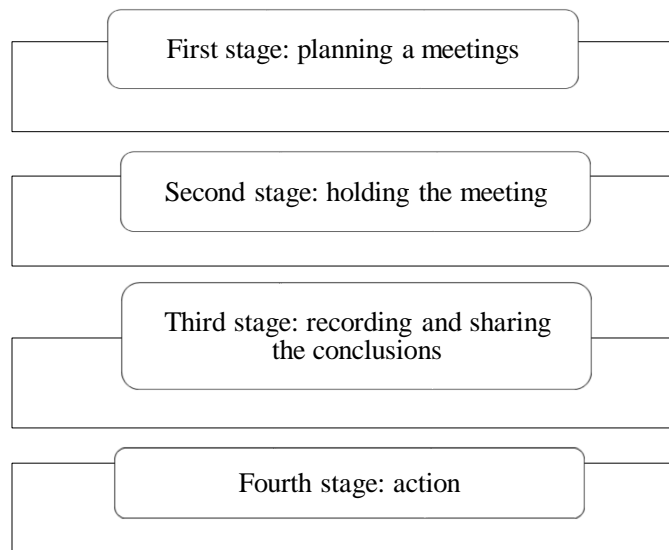 First stage: planning a meetings
Second stage: holding the meeting
Third stage: recording and sharing
the conclusions
Fourth stage: action